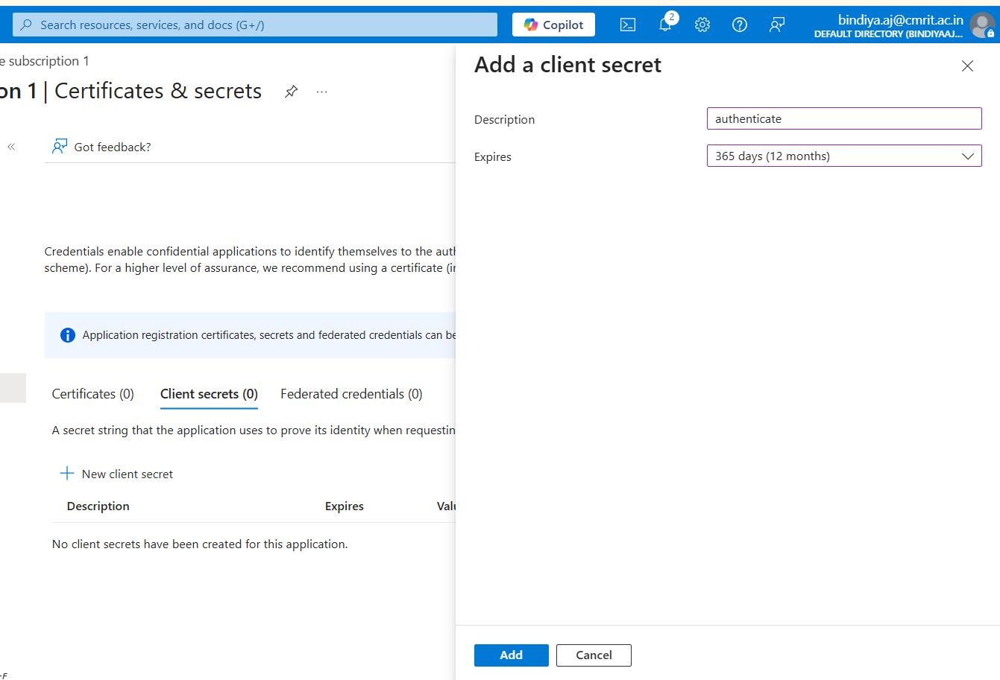 Search resources, services, and docs (G+/)
Copilot
2
bindiya.aj@cmrit.ac.in
DEFAULT DIRECTORY (BINDIYAAJ...
e subscription 1
on 1 | Certificates & secrets
...
Got feedback?
Credentials enable confidential applications to identify themselves to the auth
scheme). For a higher level of assurance, we recommend using a certificate (in
Application registration certificates, secrets and federated credentials can be
Certificates (0)
Client secrets (0)
Federated credentials (0)
A secret string that the application uses to prove its identity when requestin
New client secret
Description
Expires
Valu
No client secrets have been created for this application.
Add a client secret
Description
authenticate
Expires
365 days (12 months)
Add
Cancel